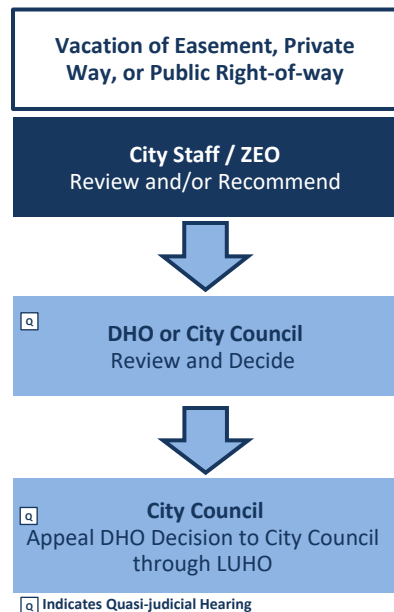 Vacation of Easement, Private
Way, or Public Right-of-way
City Staff / ZEO
Review and/or Recommend
Q
DHO or City Council
Review and Decide
Q
City Council
Appeal DHO Decision to City Council
through LUHO
Q Indicates Quasi-judicial Hearing